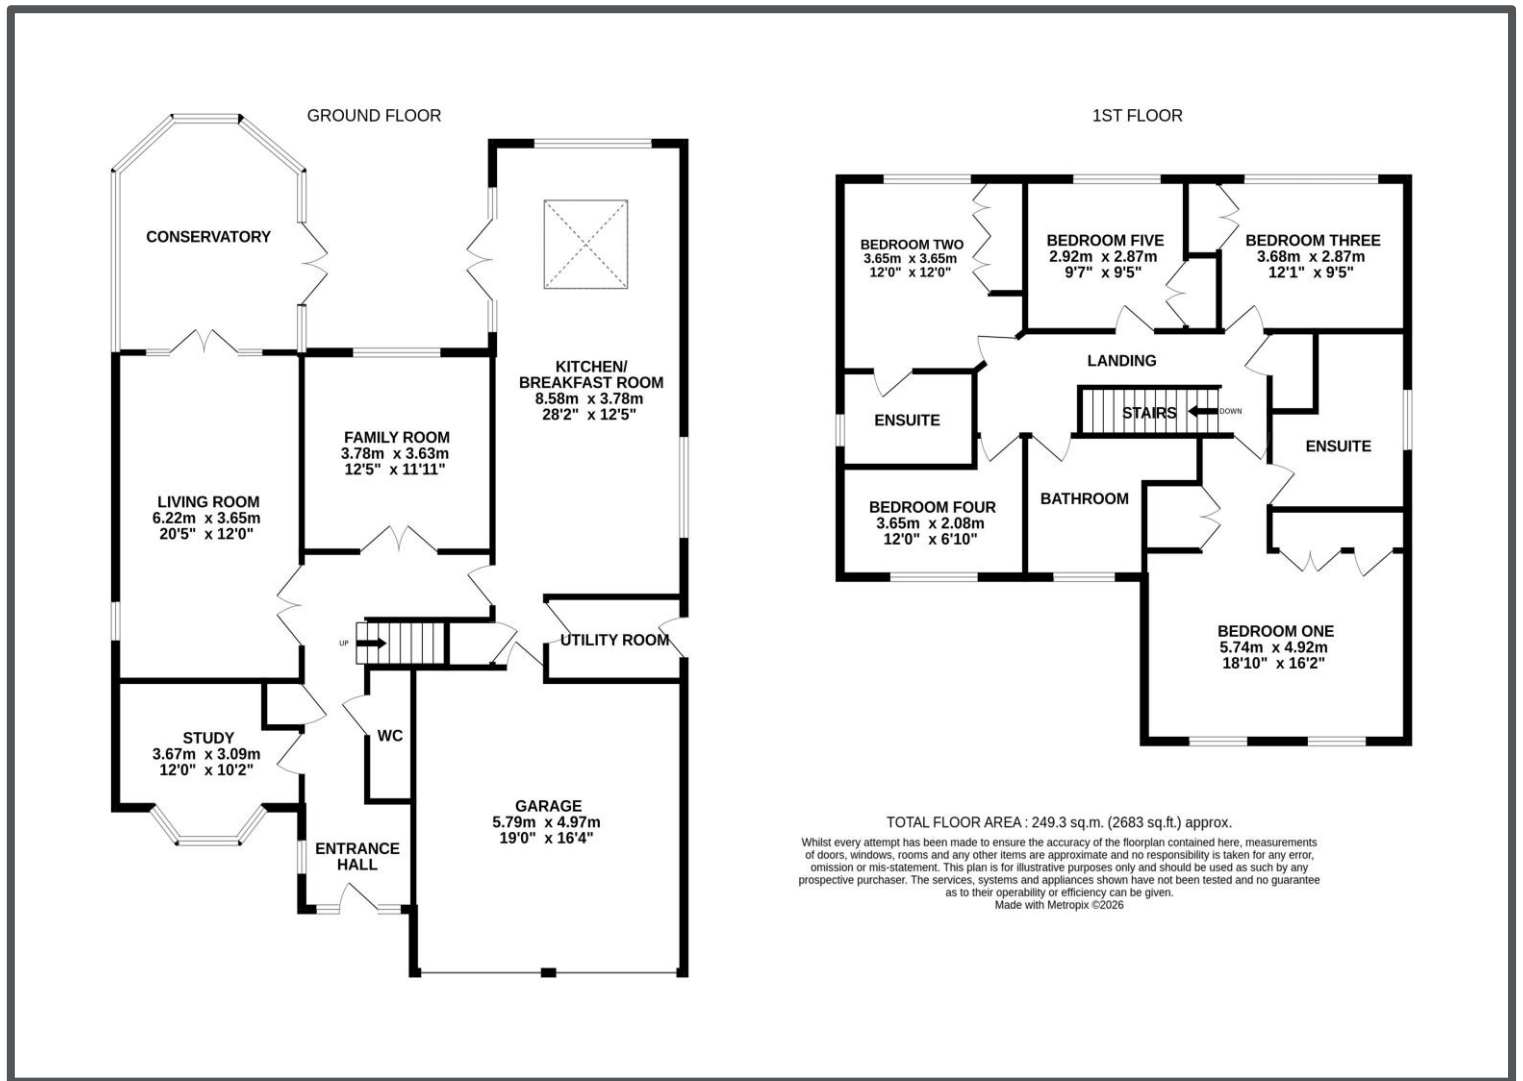 GROUND FLOOR
CONSERVATORY
KITCHEN/
BREAKFAST ROOM
8.58m x 3.78m
28'2" x 12'5"
FAMILY ROOM
3.78m x 3.63m
12'5" x 11'11"
LIVING ROOM
6.22m x 3.65m
20'5" x 12'0"
UP
UTILITY ROOM
STUDY
3.67m x 3.09m
12'0" x 10'2"
WC
GARAGE
5.79m x 4.97m
19'0" x 16'4"
ENTRANCE
HALL
1ST FLOOR
BEDROOM TWO
3.65m x 3.65m
12'0" x 12'0"
BEDROOM FIVE
2.92m x 2.87m
9'7" x 9'5"
BEDROOM THREE
3.68m x 2.87m
12'1" x 9'5"
LANDING
STAIRS
DOWN
ENSUITE
ENSUITE
BATHROOM
BEDROOM FOUR
3.65m x 2.08m
12'0" x 6'10"
BEDROOM ONE
5.74m x 4.92m
18'10" x 16'2"
TOTAL FLOOR AREA : 249.3 sq.m. (2683 sq.ft.) approx.
Whilst every attempt has been made to ensure the accuracy of the floorplan contained here, measurements
of doors, windows, rooms and any other items are approximate and no responsibility is taken for any error,
omission or mis-statement. This plan is for illustrative purposes only and should be used as such by any
prospective purchaser. The services, systems and appliances shown have not been tested and no guarantee
as to their operability or efficiency can be given.
Made with Metropix ©2026